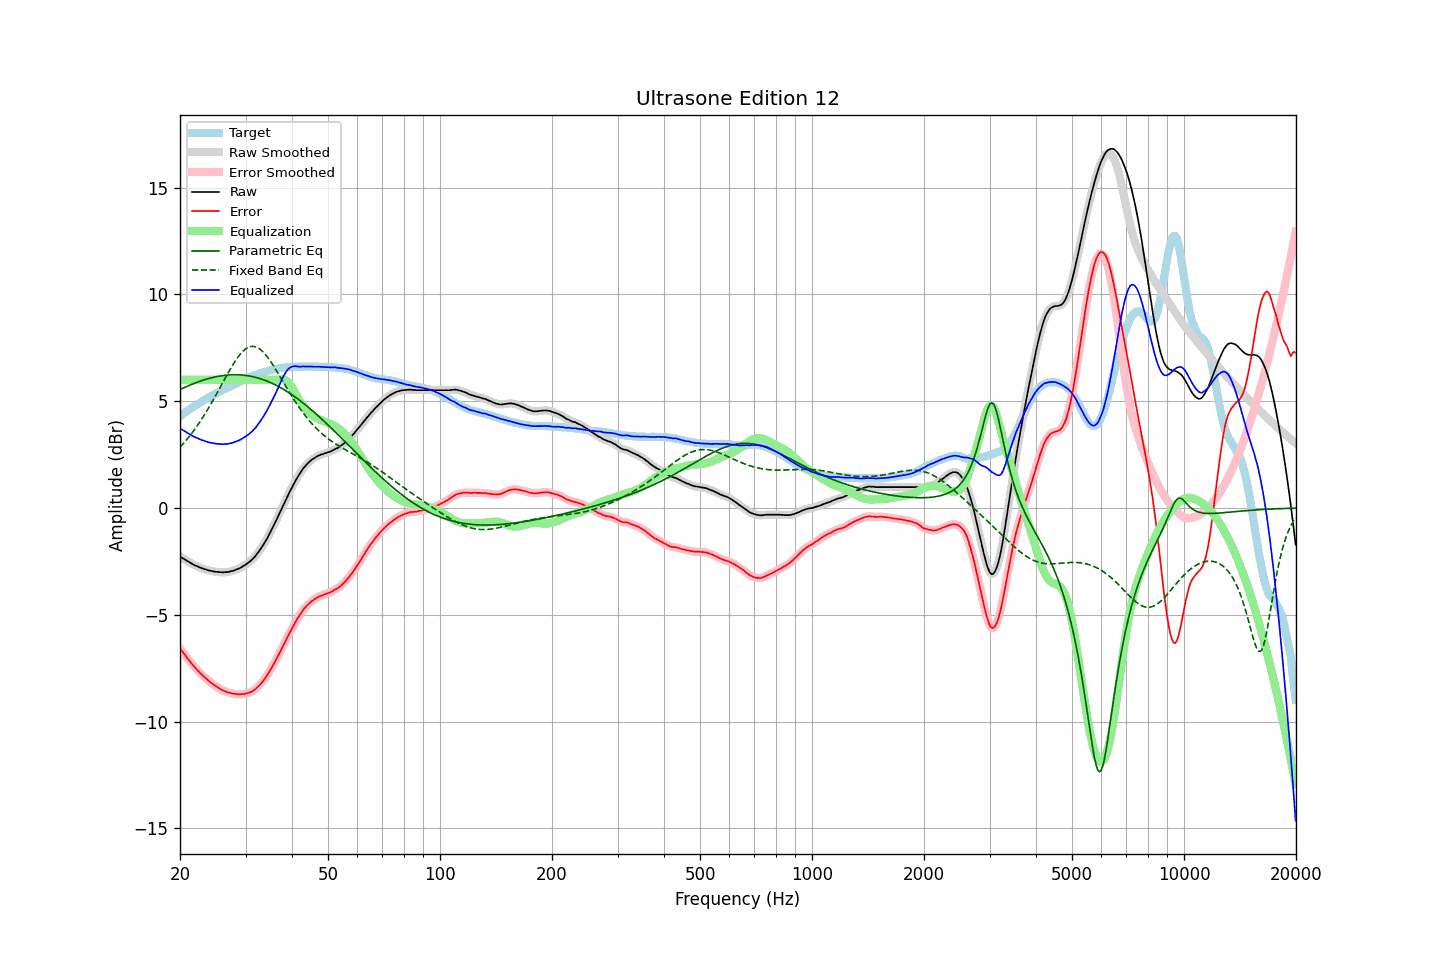 Ultrasone Edition 12
Target
Raw Smoothed
Error Smoothed
Raw
Error
Equalization
Parametric Eq
Fixed Band Eq
Equalized
15
10
5
0
−5
−10
−15
Amplitude (dBr)
20 50 100 200 500 1000 2000 5000 10000 20000
Frequency (Hz)